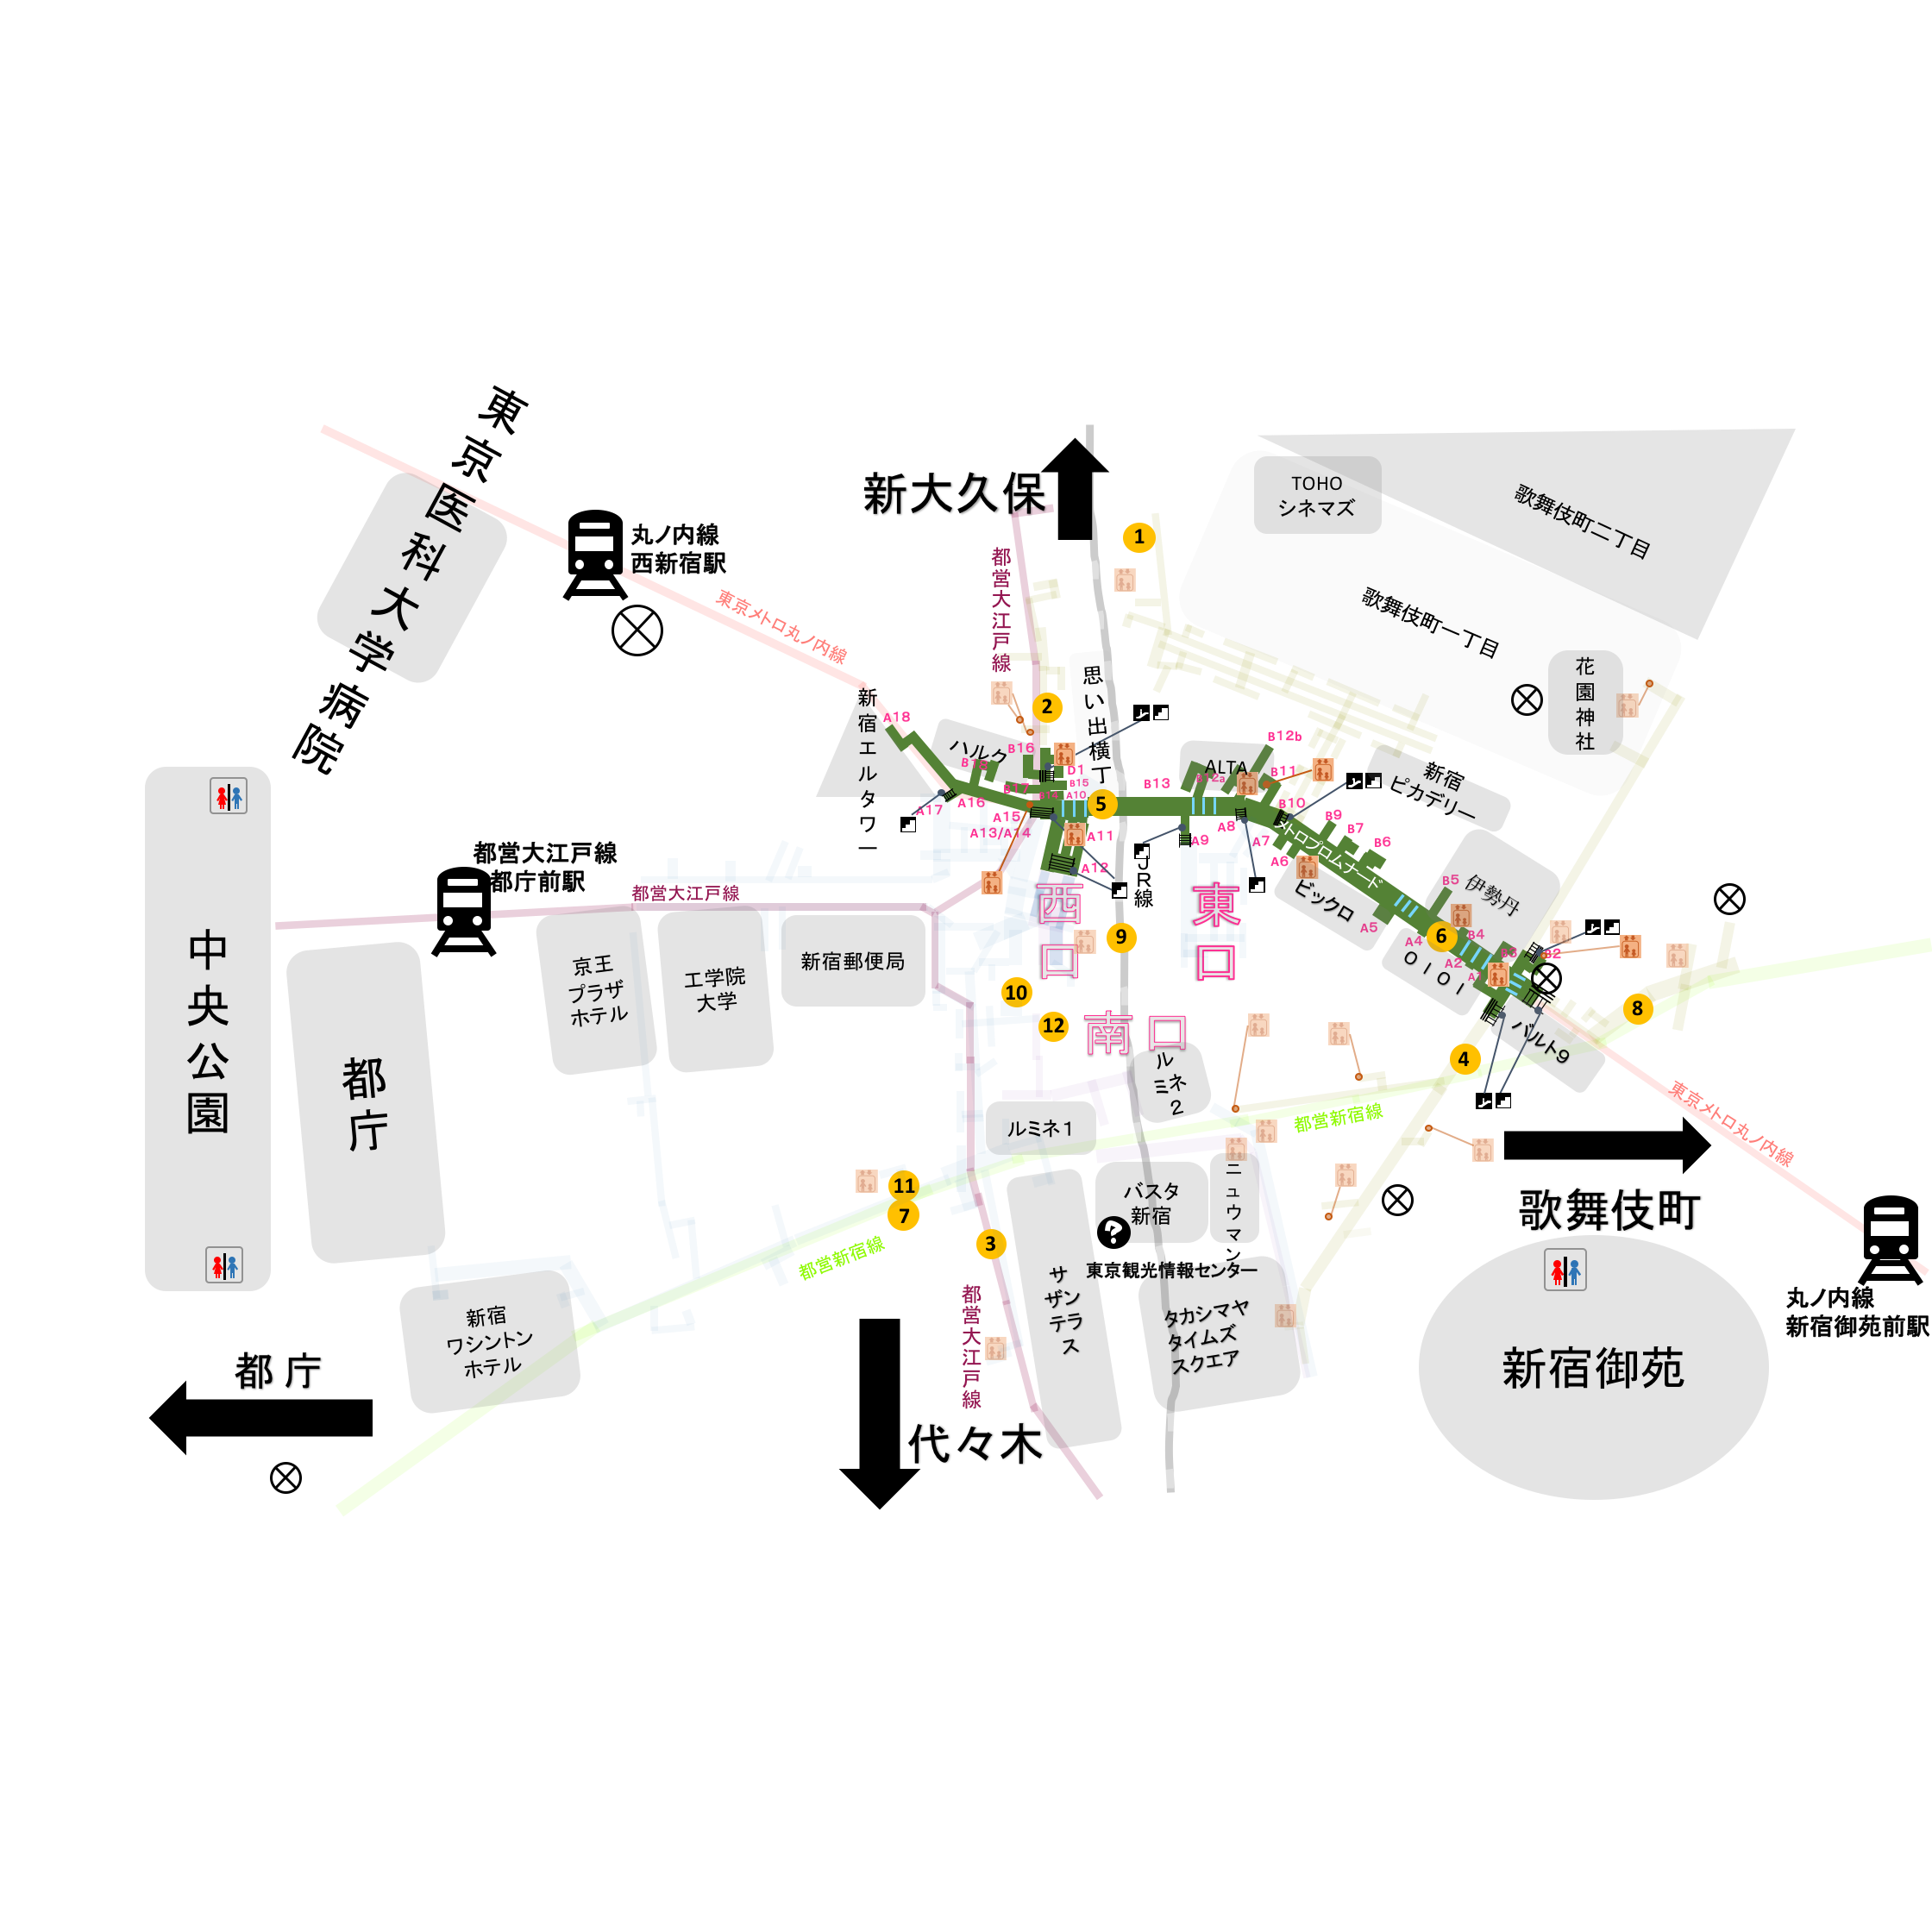 東京医科大学病院
新大久保
TOHO
シネマズ
歌舞伎町二丁目
丸ノ内線
西新宿駅
1
都営大江戸線
東京メトロ丸ノ内線
歌舞伎町一丁目
花園神社
思い出横丁
新宿エルタワー
2
A18
ハルク
B16
B12b
ALTA
B11
新宿
ピカデリー
D1
B15
B13
B17
A10
5
B10
A17
A16
A15
A13/A14
A11
A12
A9
A8
A7
A6
B9
B7
B6
メトロプロムナード
JR線
ビックロ
B5
伊勢丹
A5
A4
6
B4
A2
B2
OIOI
バルト9
都営大江戸線
都庁前駅
都営大江戸線
西口
東口
9
中央公園
都庁
京王
プラザ
ホテル
工学院
大学
新宿郵便局
10
12
南口
8
4
ルミネ2
ルミネ1
都営新宿線
東京メトロ丸ノ内線
11
7
3
都営新宿線
バスタ
新宿
ニュウマン
歌舞伎町
東京観光情報センター
サザンテラス
タカシマヤ
タイムズ
スクエア
都営大江戸線
新宿
ワシントン
ホテル
都庁
代々木
新宿御苑
丸ノ内線
新宿御苑前駅